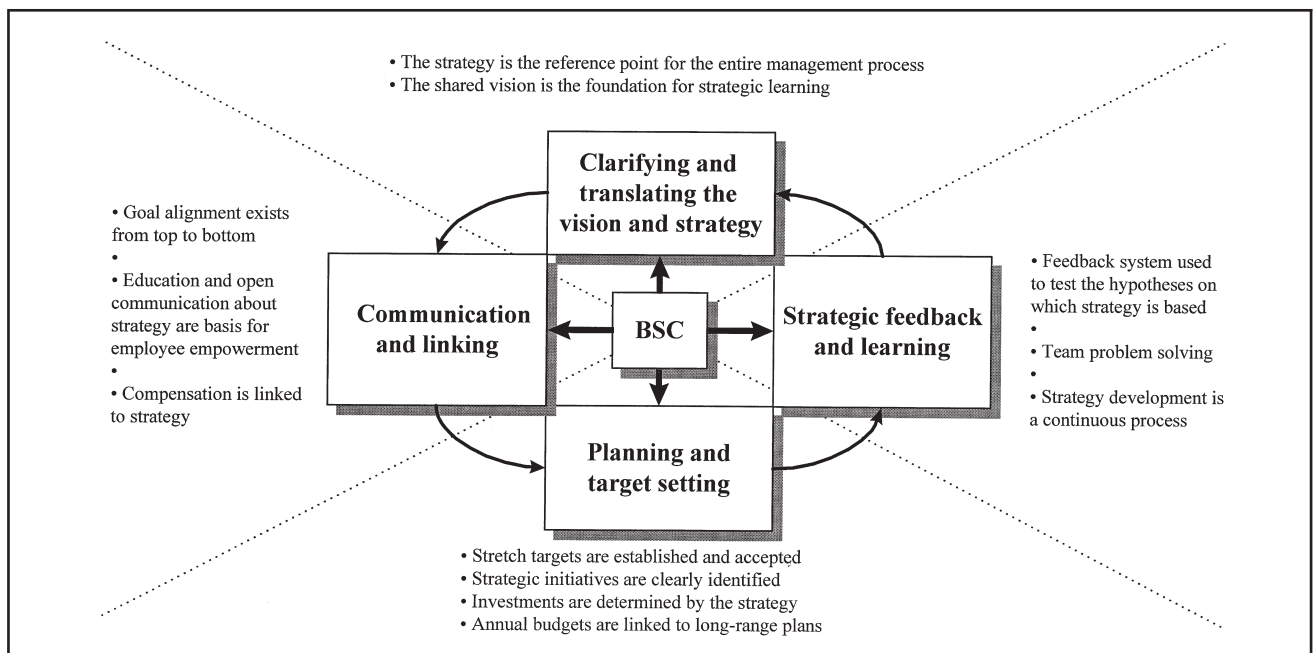 • The strategy is the reference point for the entire management process
• The shared vision is the foundation for strategic learning
Clarifying and
translating the
vision and strategy
• Goal alignment exists
from top to bottom
•
• Education and open
communication about
strategy are basis for
employee empowerment
•
• Compensation is linked
to strategy
Communication
and linking
BSC
Strategic feedback
and learning
• Feedback system used
to test the hypotheses on
which strategy is based
•
• Team problem solving
•
• Strategy development is
a continuous process
Planning and
target setting
• Stretch targets are established and accepted
• Strategic initiatives are clearly identified
• Investments are determined by the strategy
• Annual budgets are linked to long-range plans